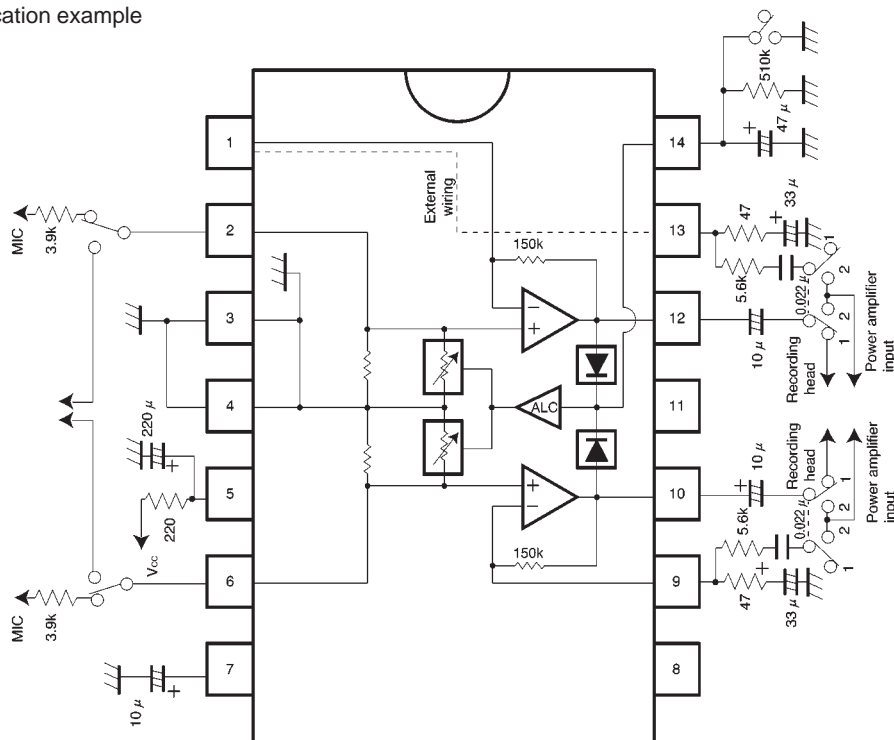 cation example
MIC
3.9k
220 μ
220
Vcc
MIC
3.9k
10 μ
1
2
3
4
5
6
7
External
wiring
150k
−
+
ALC
+
−
150k
14
13
12
11
10
9
8
510k
+
47 μ
47
+
33 μ
5.6k
0.022 μ
1
2
2
1
10 μ
Recording
head
Power amplifier
input
10 μ
+
Recording
head
Power amplifier
input
5.6k
0.022 μ
1
2
2
1
47
+
33 μ
+
+